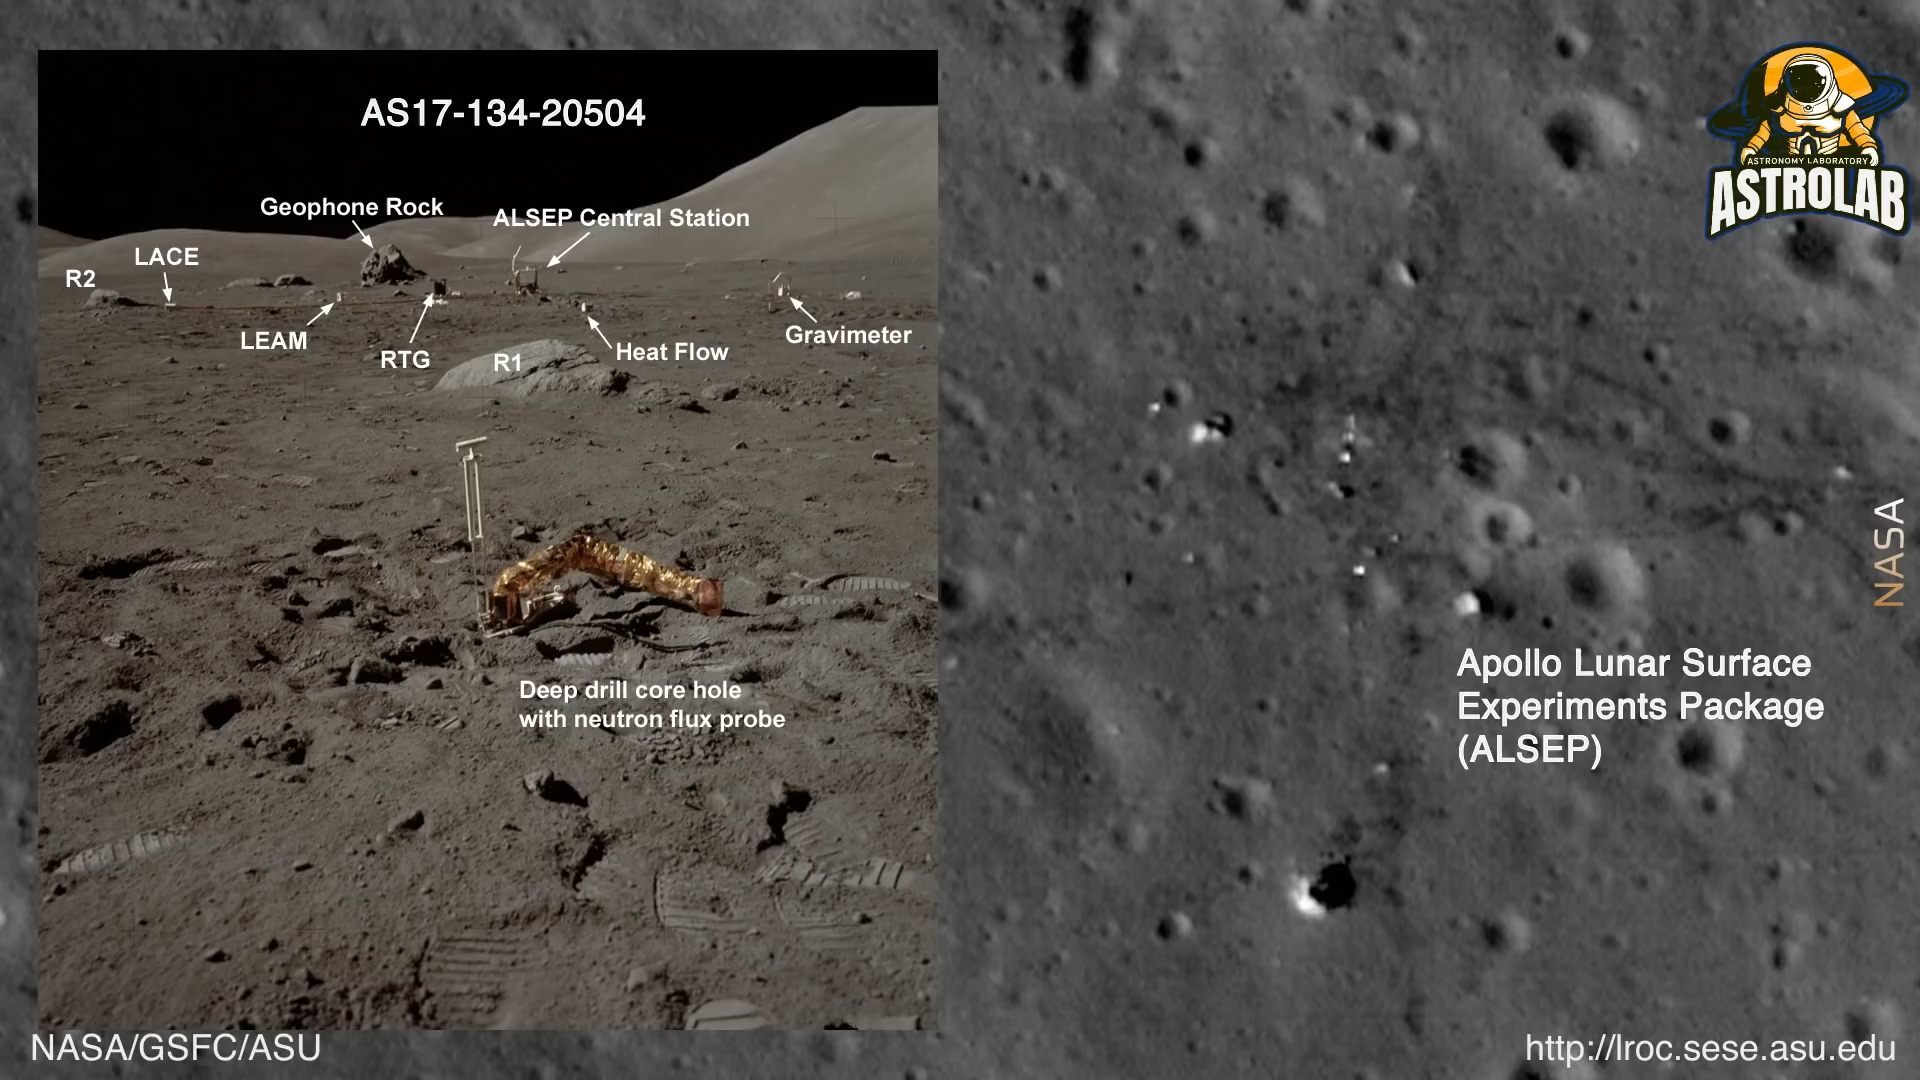 AS17-134-20504
Geophone Rock
ALSEP Central Station
LACE
R2
LEAM
RTG
R1
Heat Flow
Gravimeter
Deep drill core hole
with neutron flux probe
NASA/GSFC/ASU
ASTRONOMY LABORATORY
ASTROLAB
NASA
Apollo Lunar Surface
Experiments Package
(ALSEP)
http://lroc.sese.asu.edu